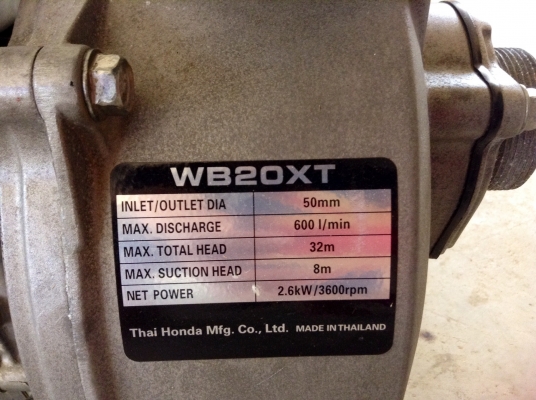 WB20XT
INLET/OUTLET DIA 50mm
MAX. DISCHARGE 600 l/min
MAX. TOTAL HEAD 32m
MAX. SUCTION HEAD 8m
NET POWER 2.6kW/3600rpm
Thai Honda Mfg. Co., Ltd. MADE IN THAILAND